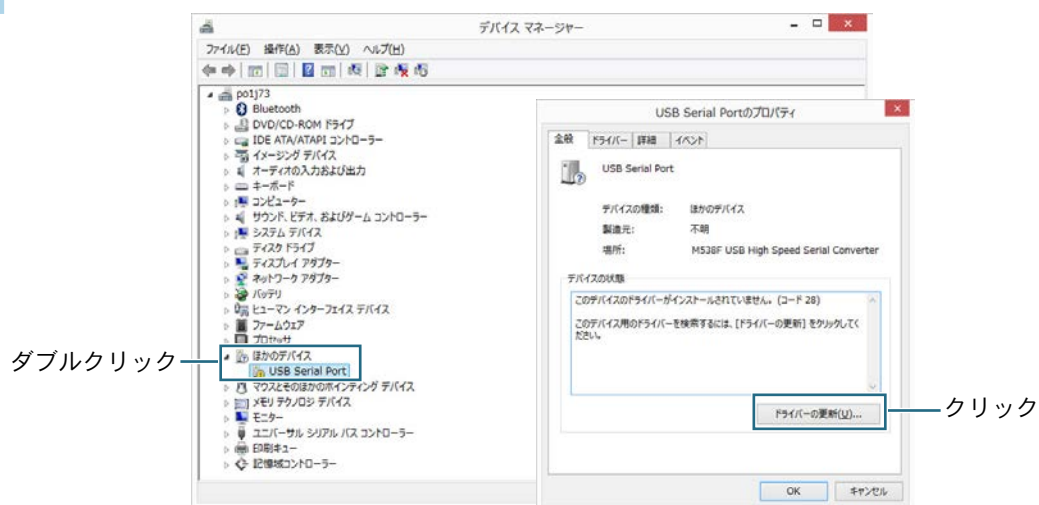 デバイス マネージャー
ファイル(F) 操作(A) 表示(V) ヘルプ(H)
po1j73
Bluetooth
DVD/CD-ROM ドライブ
IDE ATA/ATAPI コントローラー
イメージング デバイス
オーディオの入力および出力
キーボード
コンピューター
サウンド、ビデオ、およびゲーム コントローラー
システム デバイス
ディスク ドライブ
ディスプレイ アダプター
ネットワーク アダプター
バッテリ
ヒューマン インターフェイス デバイス
ファームウェア
プロセッサ
ほかのデバイス
USB Serial Port
マウスとそのほかのポインティング デバイス
メモリ テクノロジ デバイス
モニター
ユニバーサル シリアル バス コントローラー
印刷キュー
記憶域コントローラー
ダブルクリック
USB Serial Portのプロパティ
全般 ドライバー 詳細 イベント
USB Serial Port
デバイスの種類: ほかのデバイス
製造元: 不明
場所: M538F USB High Speed Serial Converter
デバイスの状態
このデバイスのドライバーがインストールされていません。 (コード 28)
このデバイス用のドライバーを検索するには、[ドライバーの更新] をクリックしてく
ださい。
ドライバーの更新(U)...
クリック
OK キャンセル